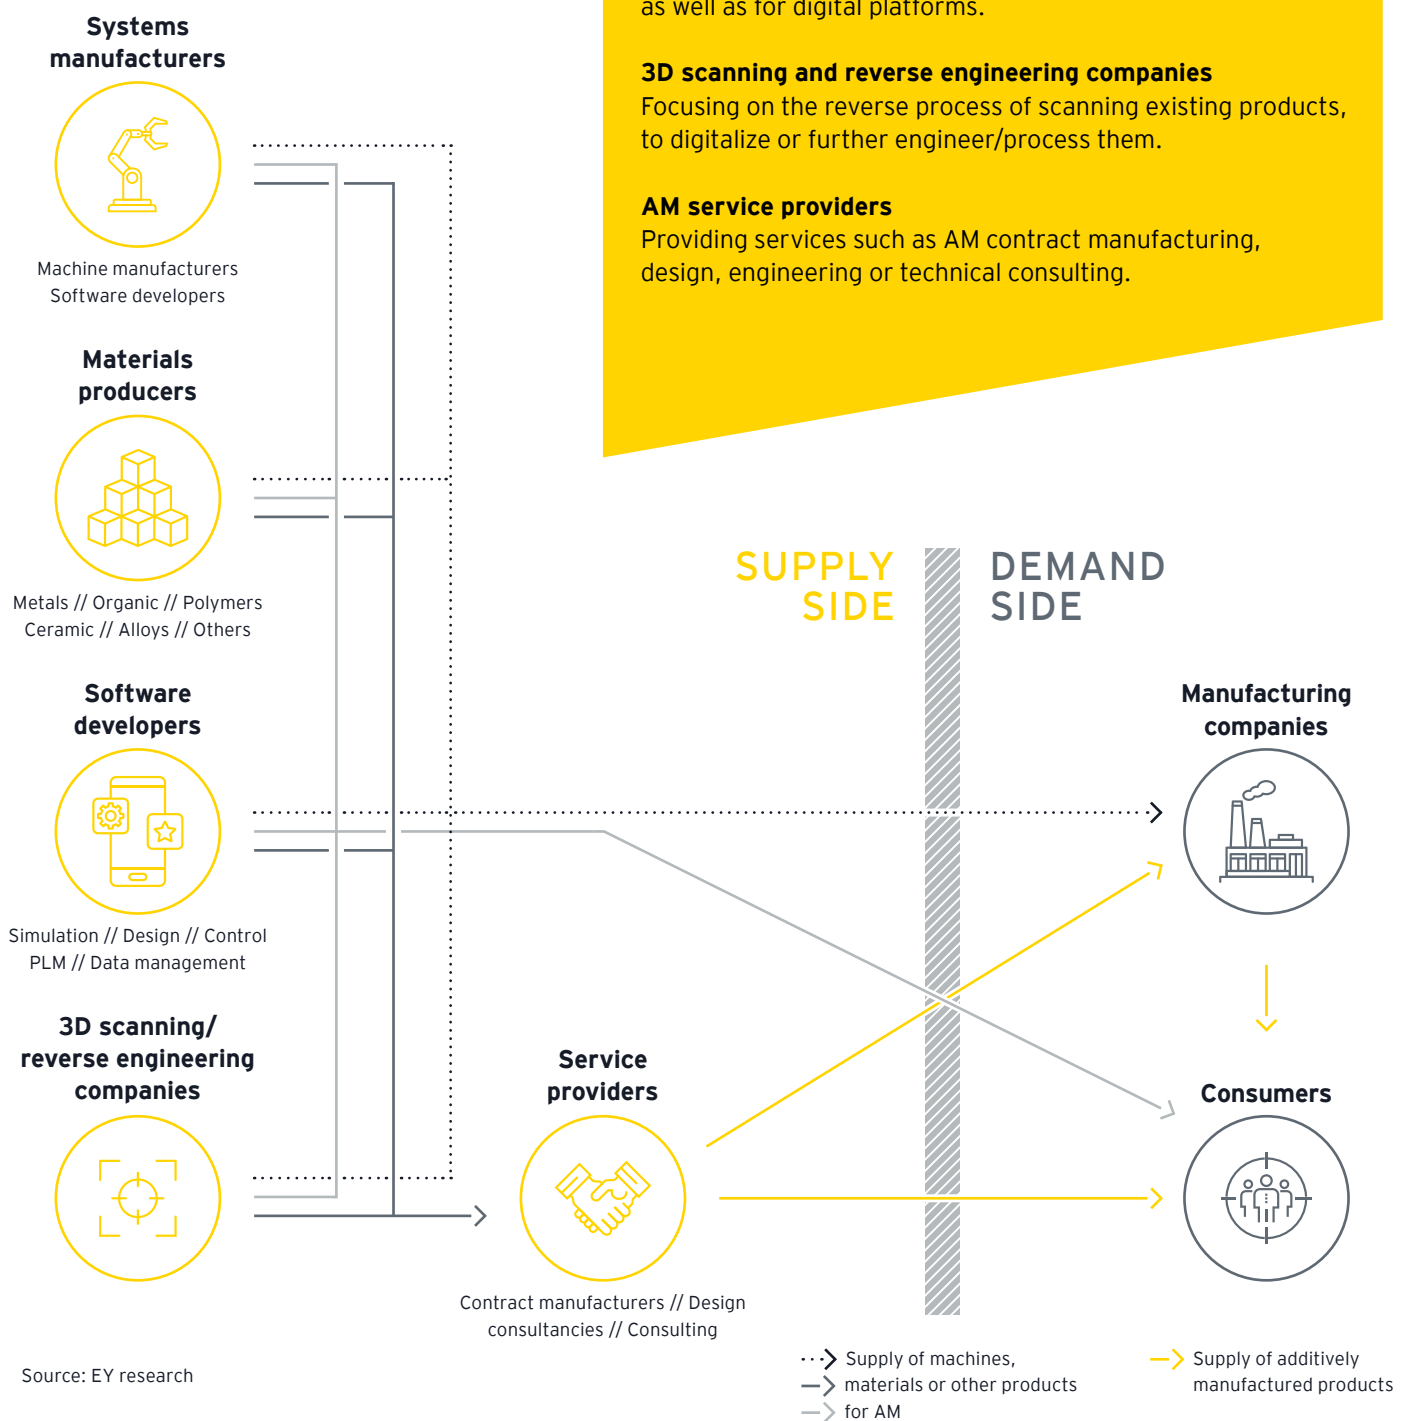 as well as for digital platforms.
3D scanning and reverse engineering companies
Focusing on the reverse process of scanning existing products,
to digitalize or further engineer/process them.
AM service providers
Providing services such as AM contract manufacturing,
design, engineering or technical consulting.
Systems
manufacturers
Machine manufacturers
Software developers
Materials
producers
Metals // Organic // Polymers
Ceramic // Alloys // Others
Software
developers
Simulation // Design // Control
PLM // Data management
3D scanning/
reverse engineering
companies
Service
providers
Contract manufacturers // Design
consultancies // Consulting
SUPPLY
SIDE
DEMAND
SIDE
Manufacturing
companies
Consumers
Supply of machines,
materials or other products
for AM
Supply of additively
manufactured products
Source: EY research